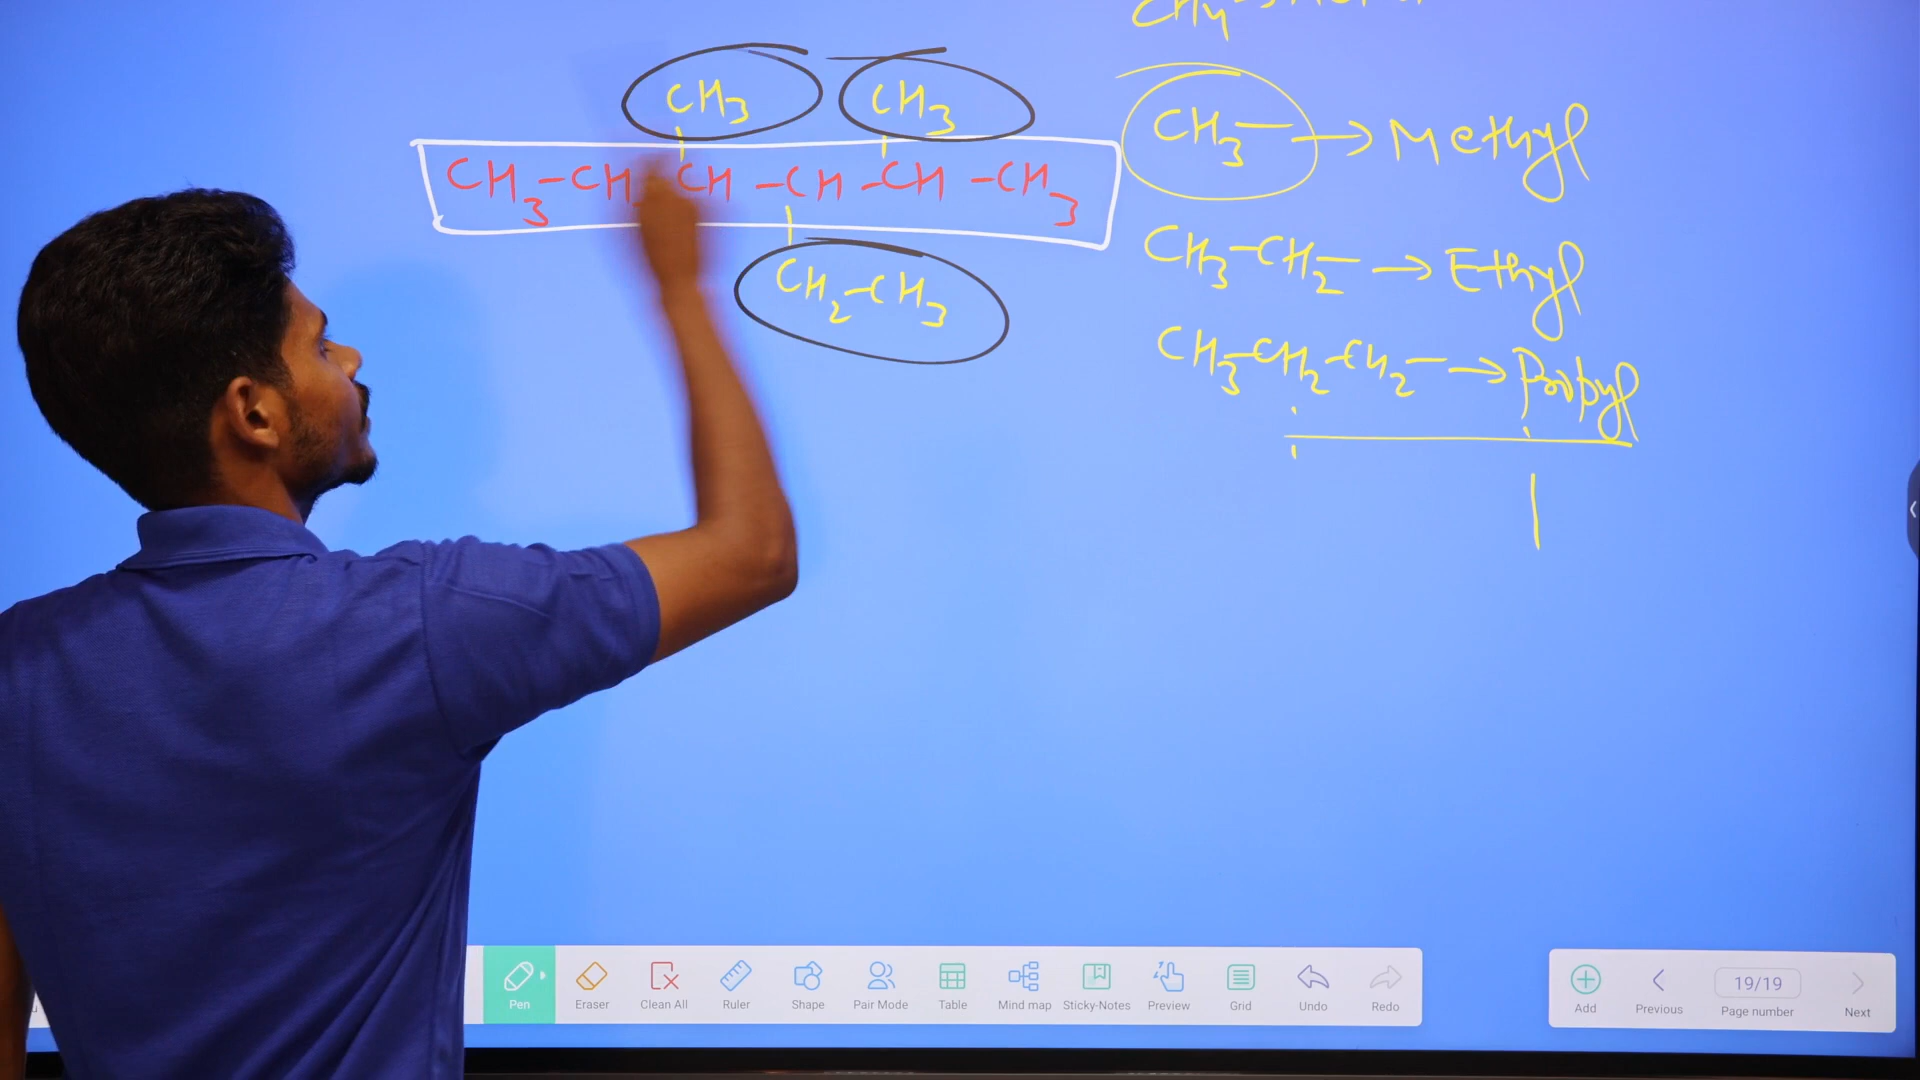 CH3 CH3
CH3-CH CH-CH-CH-CH3
CH2-CH3
CH4
CH3- → Methyl
CH3-CH2- → Ethyl
CH3-CH2-CH2- → Propyl
Pen Eraser Clean All Ruler Shape Pair Mode Table Mind map Sticky-Notes Preview Grid Undo Redo
Add Previous 19/19 Page number Next